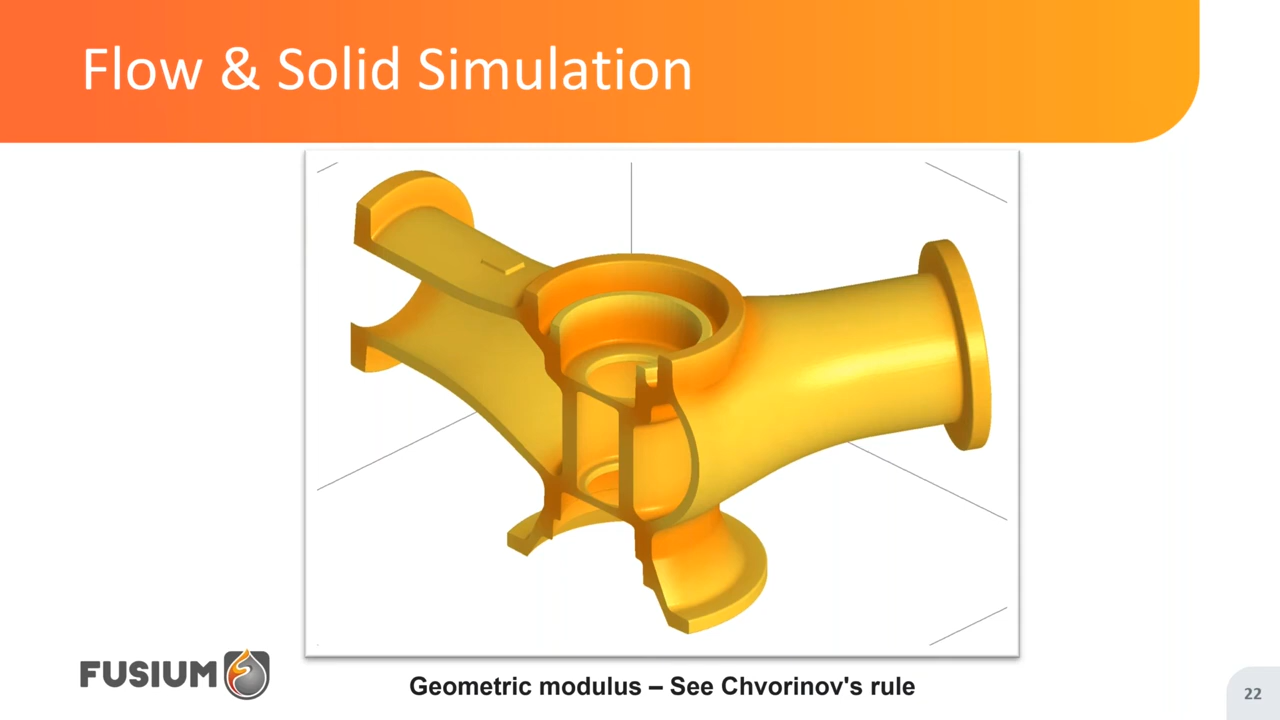 Flow & Solid Simulation
FUSIUM
Geometric modulus – See Chvorinov's rule
22